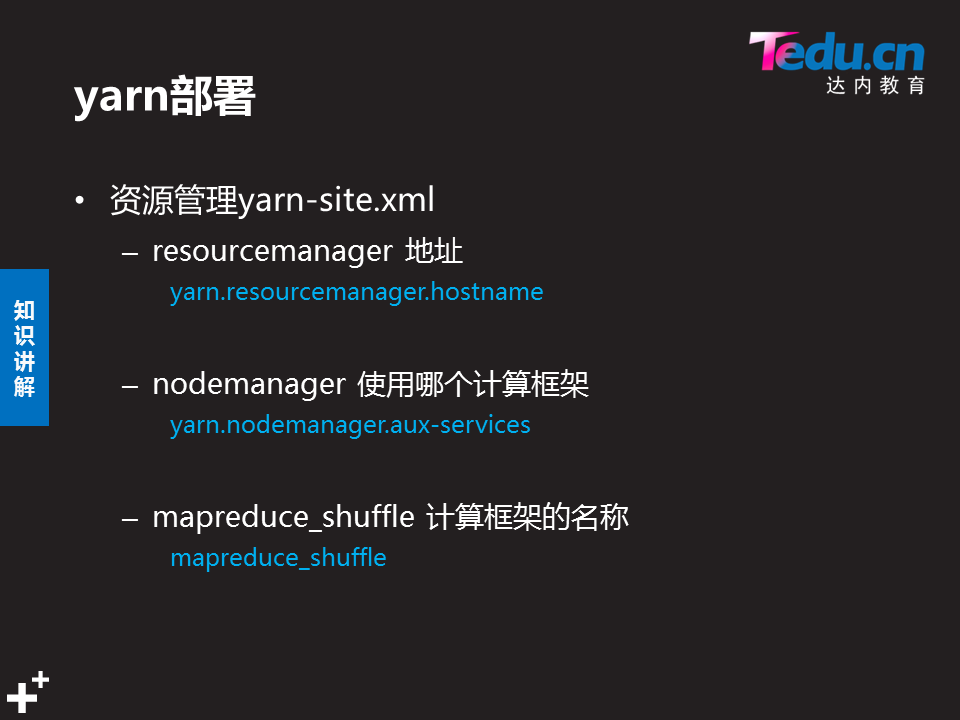 Tedu.cn
达内教育
yarn部署
• 资源管理yarn-site.xml
– resourcemanager 地址
yarn.resourcemanager.hostname
– nodemanager 使用哪个计算框架
yarn.nodemanager.aux-services
– mapreduce_shuffle 计算框架的名称
mapreduce_shuffle
知识讲解